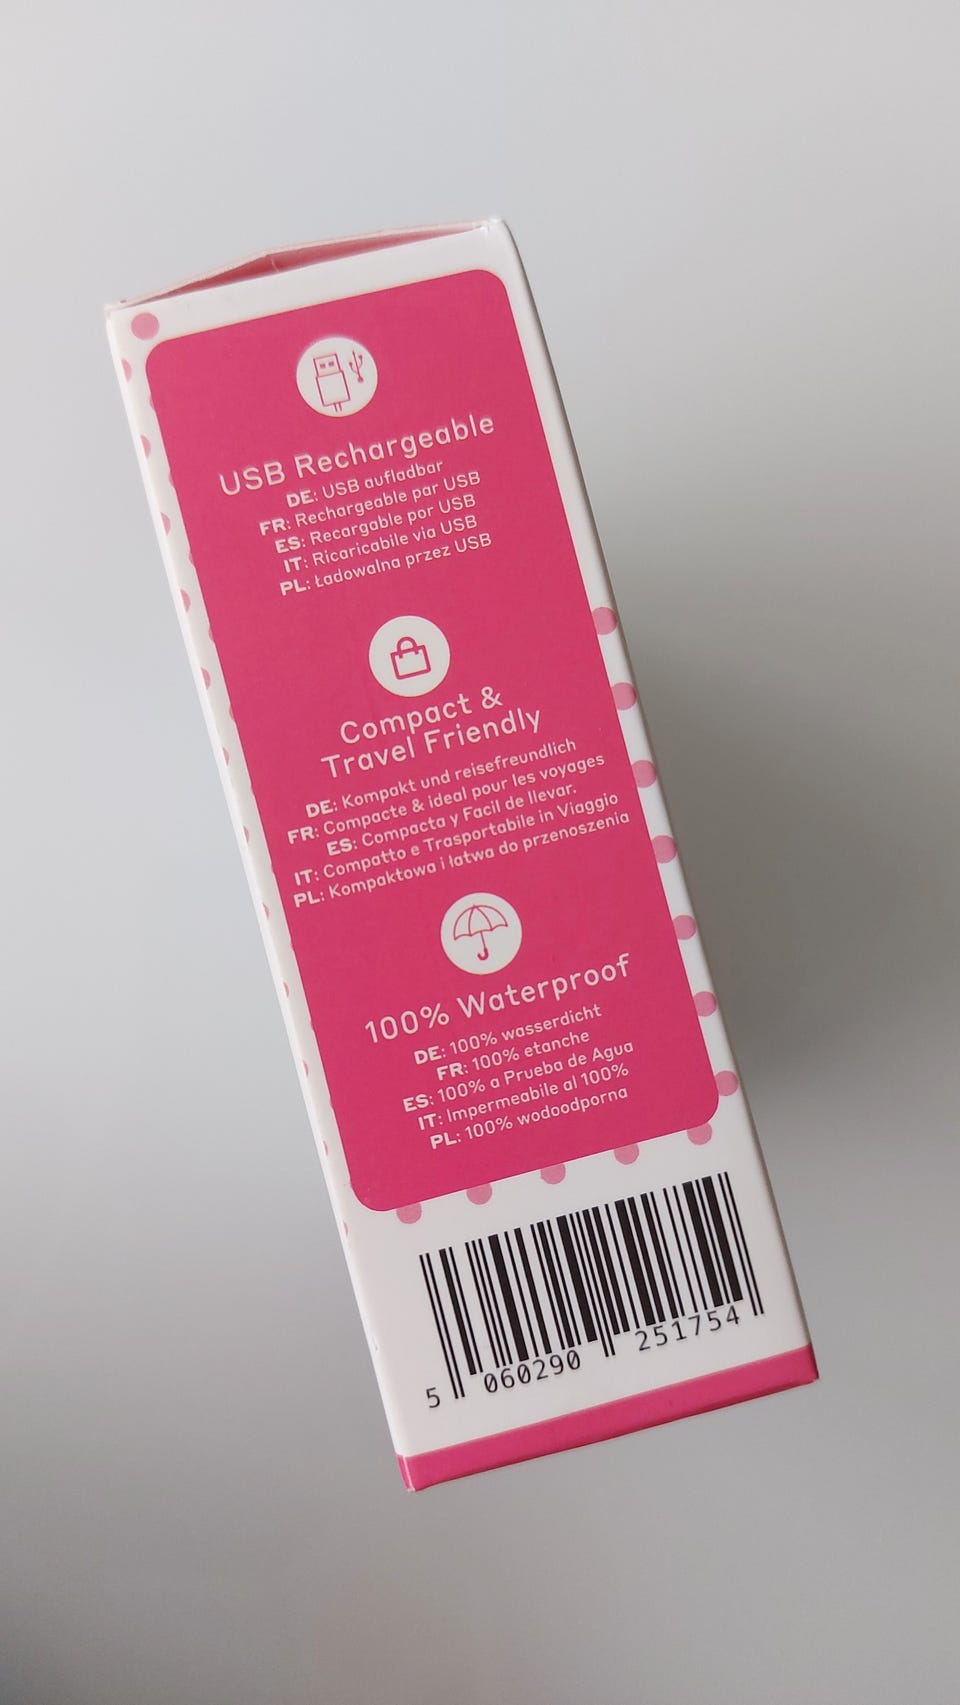 USB Rechargeable
DE: USB aufladbar
FR: Rechargeable par USB
ES: Recargable por USB
IT: Ricaricabile via USB
PL: Ładowalna przez USB
Compact &
Travel Friendly
DE: Kompakt und reisefreundlich
FR: Compacte & ideal pour les voyages
ES: Compacta y Facil de llevar.
IT: Compatto e Trasportabile in Viaggio
PL: Kompaktowa i łatwa do przenoszenia
100% Waterproof
DE: 100% wasserdicht
FR: 100% etanche
ES: 100% a Prueba de Agua
IT: Impermeabile al 100%
PL: 100% wodoodporna
5 060290 251754